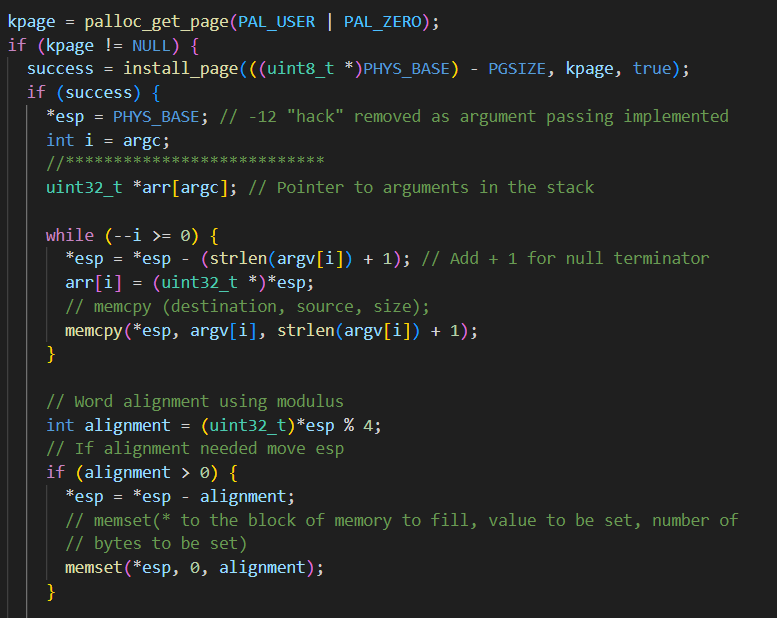 kpage = palloc_get_page(PAL_USER | PAL_ZERO);
if (kpage != NULL) {
  success = install_page(((uint8_t *)PHYS_BASE) - PGSIZE, kpage, true);
  if (success) {
    *esp = PHYS_BASE; // -12 "hack" removed as argument passing implemented
    int i = argc;
    //***************************
    uint32_t *arr[argc]; // Pointer to arguments in the stack

    while (--i >= 0) {
      *esp = *esp - (strlen(argv[i]) + 1); // Add + 1 for null terminator
      arr[i] = (uint32_t *)*esp;
      // memcpy (destination, source, size);
      memcpy(*esp, argv[i], strlen(argv[i]) + 1);
    }

    // Word alignment using modulus
    int alignment = (uint32_t)*esp % 4;
    // If alignment needed move esp
    if (alignment > 0) {
      *esp = *esp - alignment;
      // memset(* to the block of memory to fill, value to be set, number of
      // bytes to be set)
      memset(*esp, 0, alignment);
    }